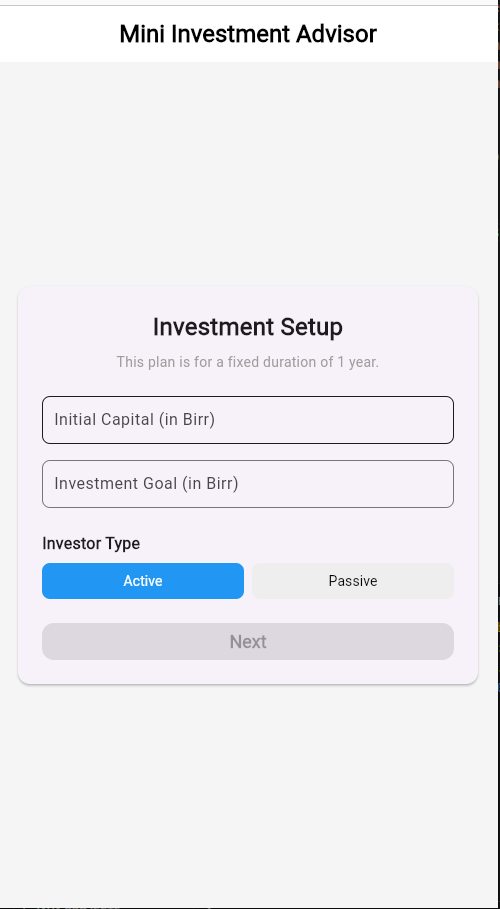 Mini Investment Advisor
Investment Setup
This plan is for a fixed duration of 1 year.
Initial Capital (in Birr)
Investment Goal (in Birr)
Investor Type
Active
Passive
Next